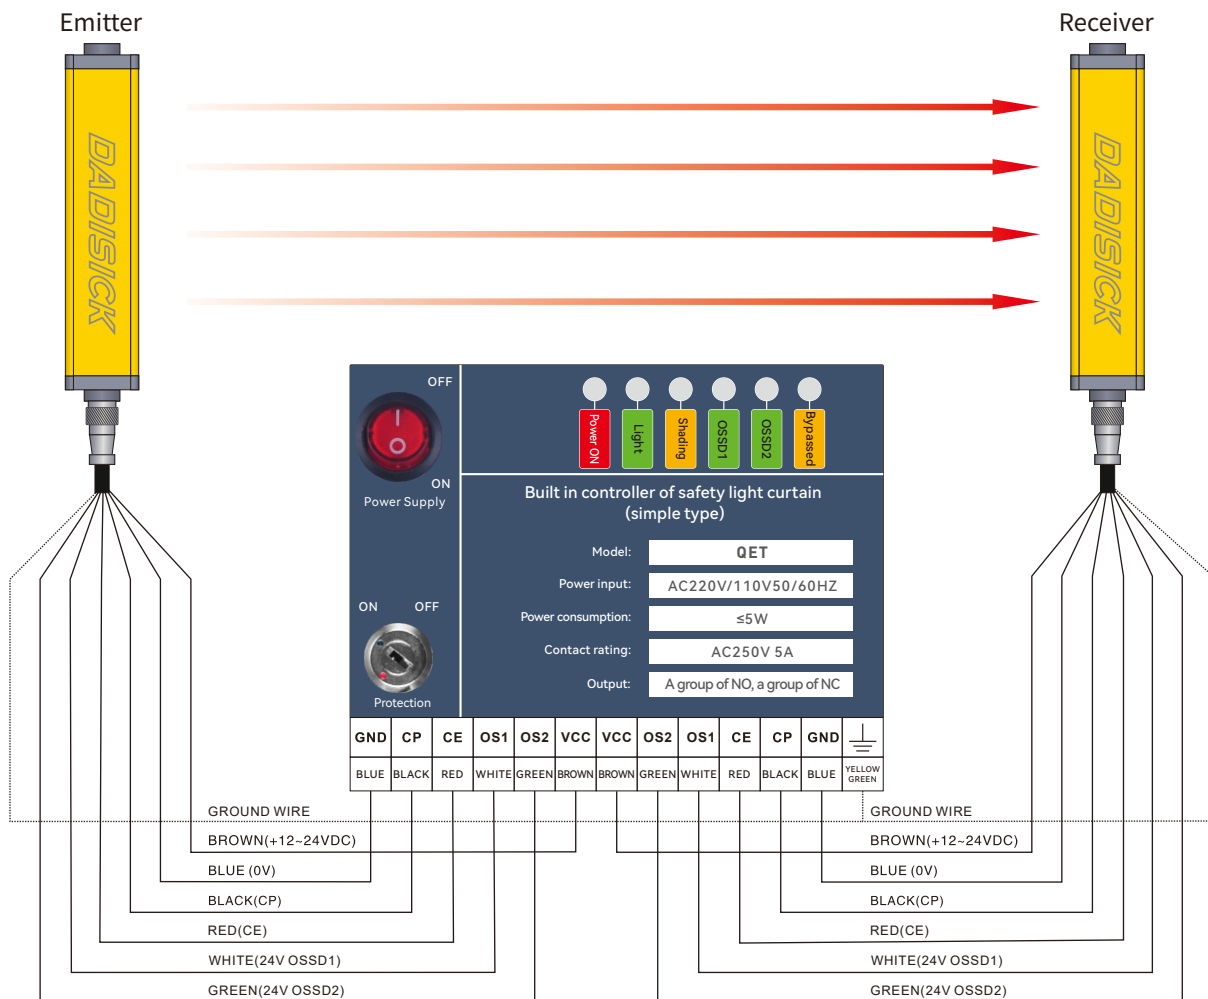 Emitter
Receiver
DADISICK
DADISICK
OFF
I
O
ON
Power Supply
Power ON
Light
Shading
OSSD1
OSSD2
Bypassed
Built in controller of safety light curtain
(simple type)
Model: QET
Power input: AC220V/110V50/60HZ
Power consumption: ≤5W
Contact rating: AC250V 5A
Output: A group of NO, a group of NC
ON OFF
Protection
GND CP CE OS1 OS2 VCC VCC OS2 OS1 CE CP GND
BLUE BLACK RED WHITE GREEN BROWN BROWN GREEN WHITE RED BLACK BLUE YELLOW
GREEN
GROUND WIRE GROUND WIRE
BROWN(+12~24VDC) BROWN(+12~24VDC)
BLUE (0V) BLUE (0V)
BLACK(CP) BLACK(CP)
RED(CE) RED(CE)
WHITE(24V OSSD1) WHITE(24V OSSD1)
GREEN(24V OSSD2) GREEN(24V OSSD2)